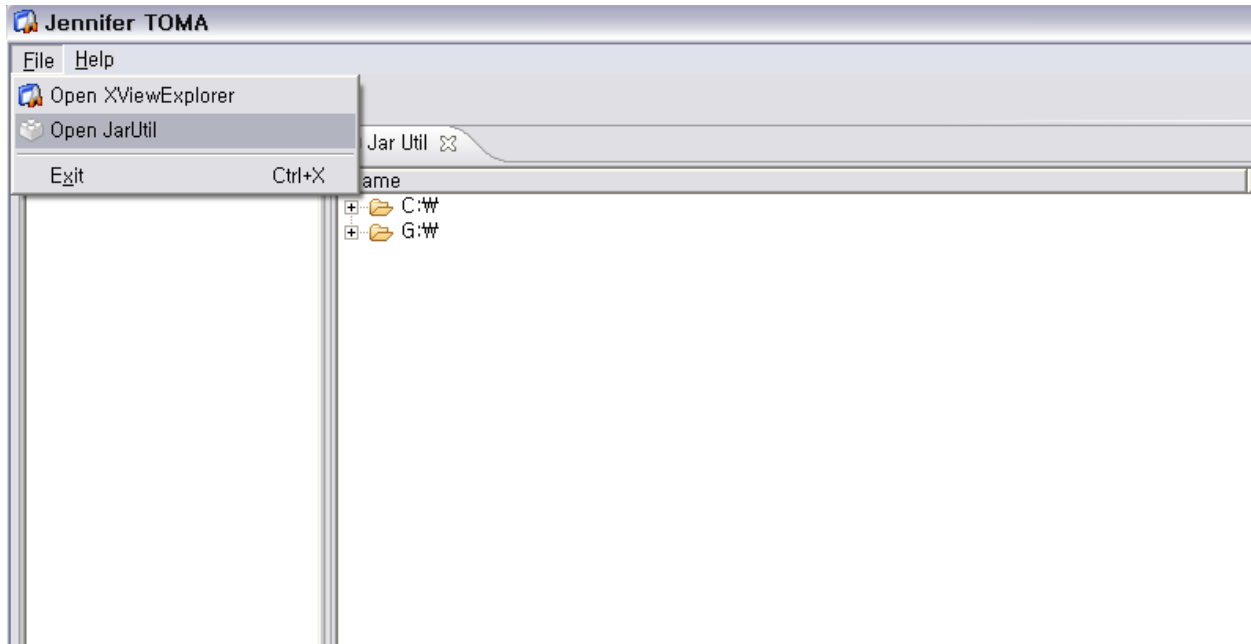 Jennifer TOMA
File Help
Open XViewExplorer
Open JarUtil
Exit Ctrl+X
Jar Util
ame
C:₩
G:₩